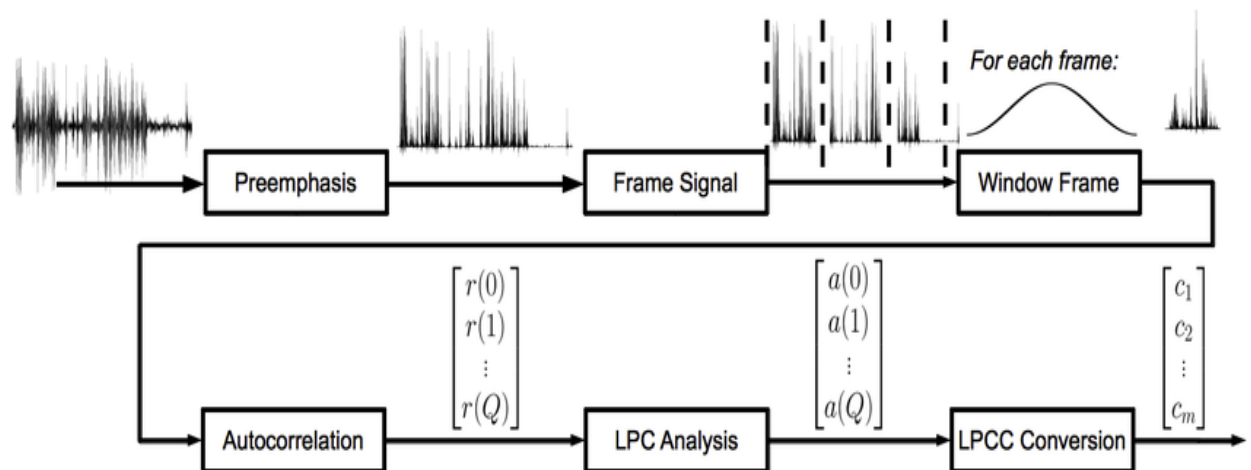 For each frame:
Preemphasis
Frame Signal
Window Frame
r(0)
r(1)
⋮
r(Q)
a(0)
a(1)
⋮
a(Q)
c₁
c₂
⋮
cₘ
Autocorrelation
LPC Analysis
LPCC Conversion